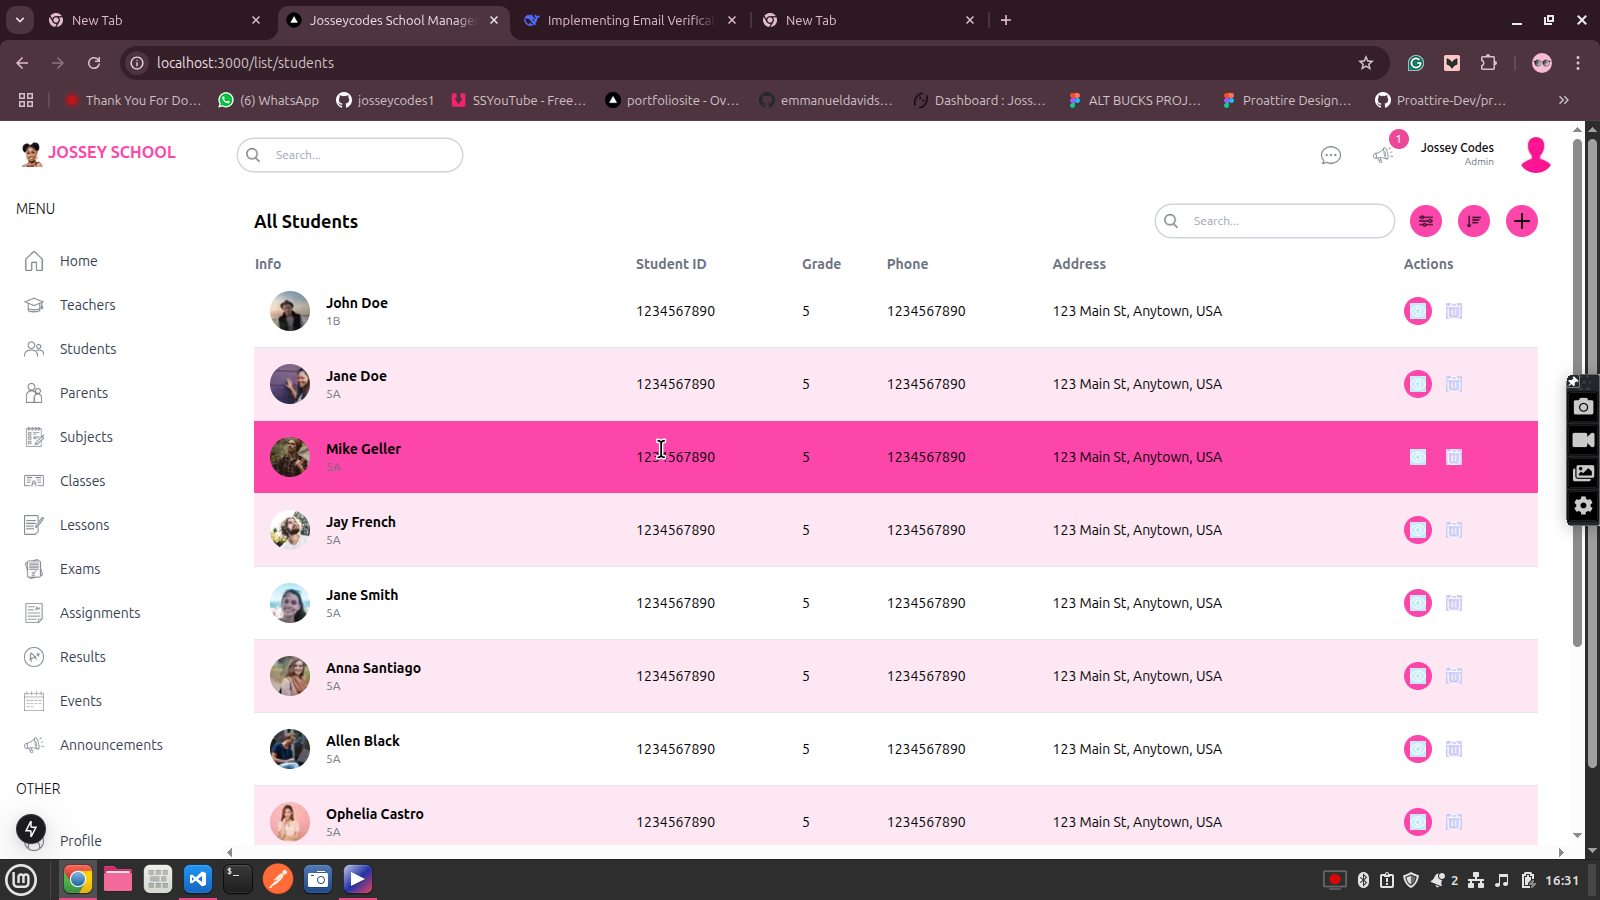 New Tab
Josseycodes School Manage
Implementing Email Verifica
New Tab
localhost:3000/list/students
Thank You For Do...
(6) WhatsApp
josseycodes1
SSYouTube - Free...
portfoliosite - Ov...
emmanueldavids...
Dashboard : Joss...
ALT BUCKS PROJ...
Proattire Design...
Proattire-Dev/pr...
JOSSEY SCHOOL
Search...
1
Jossey Codes
Admin
MENU
Home
Teachers
Students
Parents
Subjects
Classes
Lessons
Exams
Assignments
Results
Events
Announcements
OTHER
Profile
All Students
Search...
Info Student ID Grade Phone Address Actions
John Doe
1B
1234567890 5 1234567890 123 Main St, Anytown, USA
Jane Doe
5A
1234567890 5 1234567890 123 Main St, Anytown, USA
Mike Geller
5A
1234567890 5 1234567890 123 Main St, Anytown, USA
Jay French
5A
1234567890 5 1234567890 123 Main St, Anytown, USA
Jane Smith
5A
1234567890 5 1234567890 123 Main St, Anytown, USA
Anna Santiago
5A
1234567890 5 1234567890 123 Main St, Anytown, USA
Allen Black
5A
1234567890 5 1234567890 123 Main St, Anytown, USA
Ophelia Castro
5A
1234567890 5 1234567890 123 Main St, Anytown, USA
2
16:31